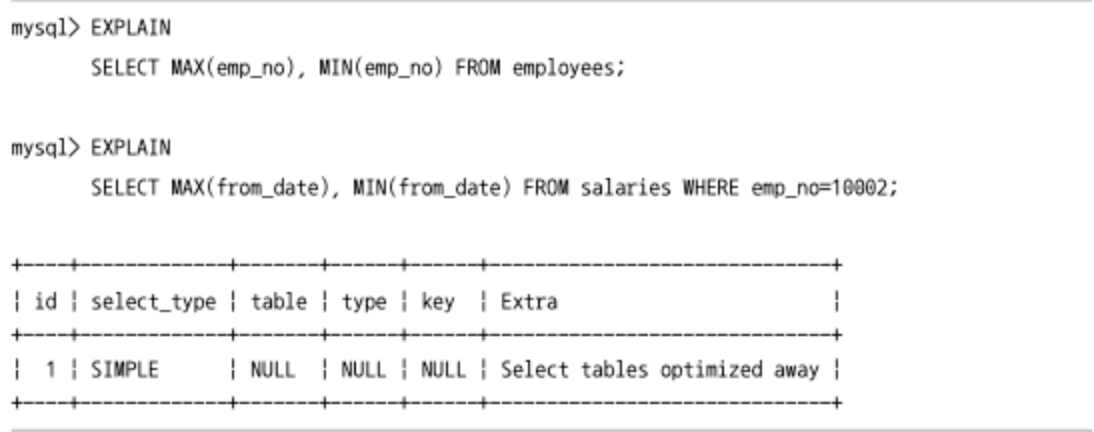 mysql> EXPLAIN
SELECT MAX(emp_no), MIN(emp_no) FROM employees;
mysql> EXPLAIN
SELECT MAX(from_date), MIN(from_date) FROM salaries WHERE emp_no=10002;
+----+-------------+-------+------+------+------------------------------+
| id | select_type | table | type | key  | Extra                        |
+----+-------------+-------+------+------+------------------------------+
|  1 | SIMPLE      | NULL  | NULL | NULL | Select tables optimized away |
+----+-------------+-------+------+------+------------------------------+